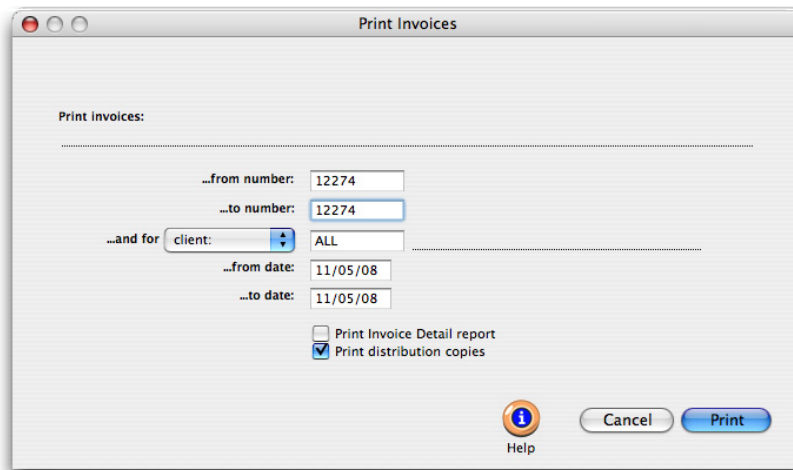 Print Invoices
Print invoices:
...from number: 12274
...to number: 12274
...and for client: ALL
...from date: 11/05/08
...to date: 11/05/08
Print Invoice Detail report
Print distribution copies
Cancel Print
Help